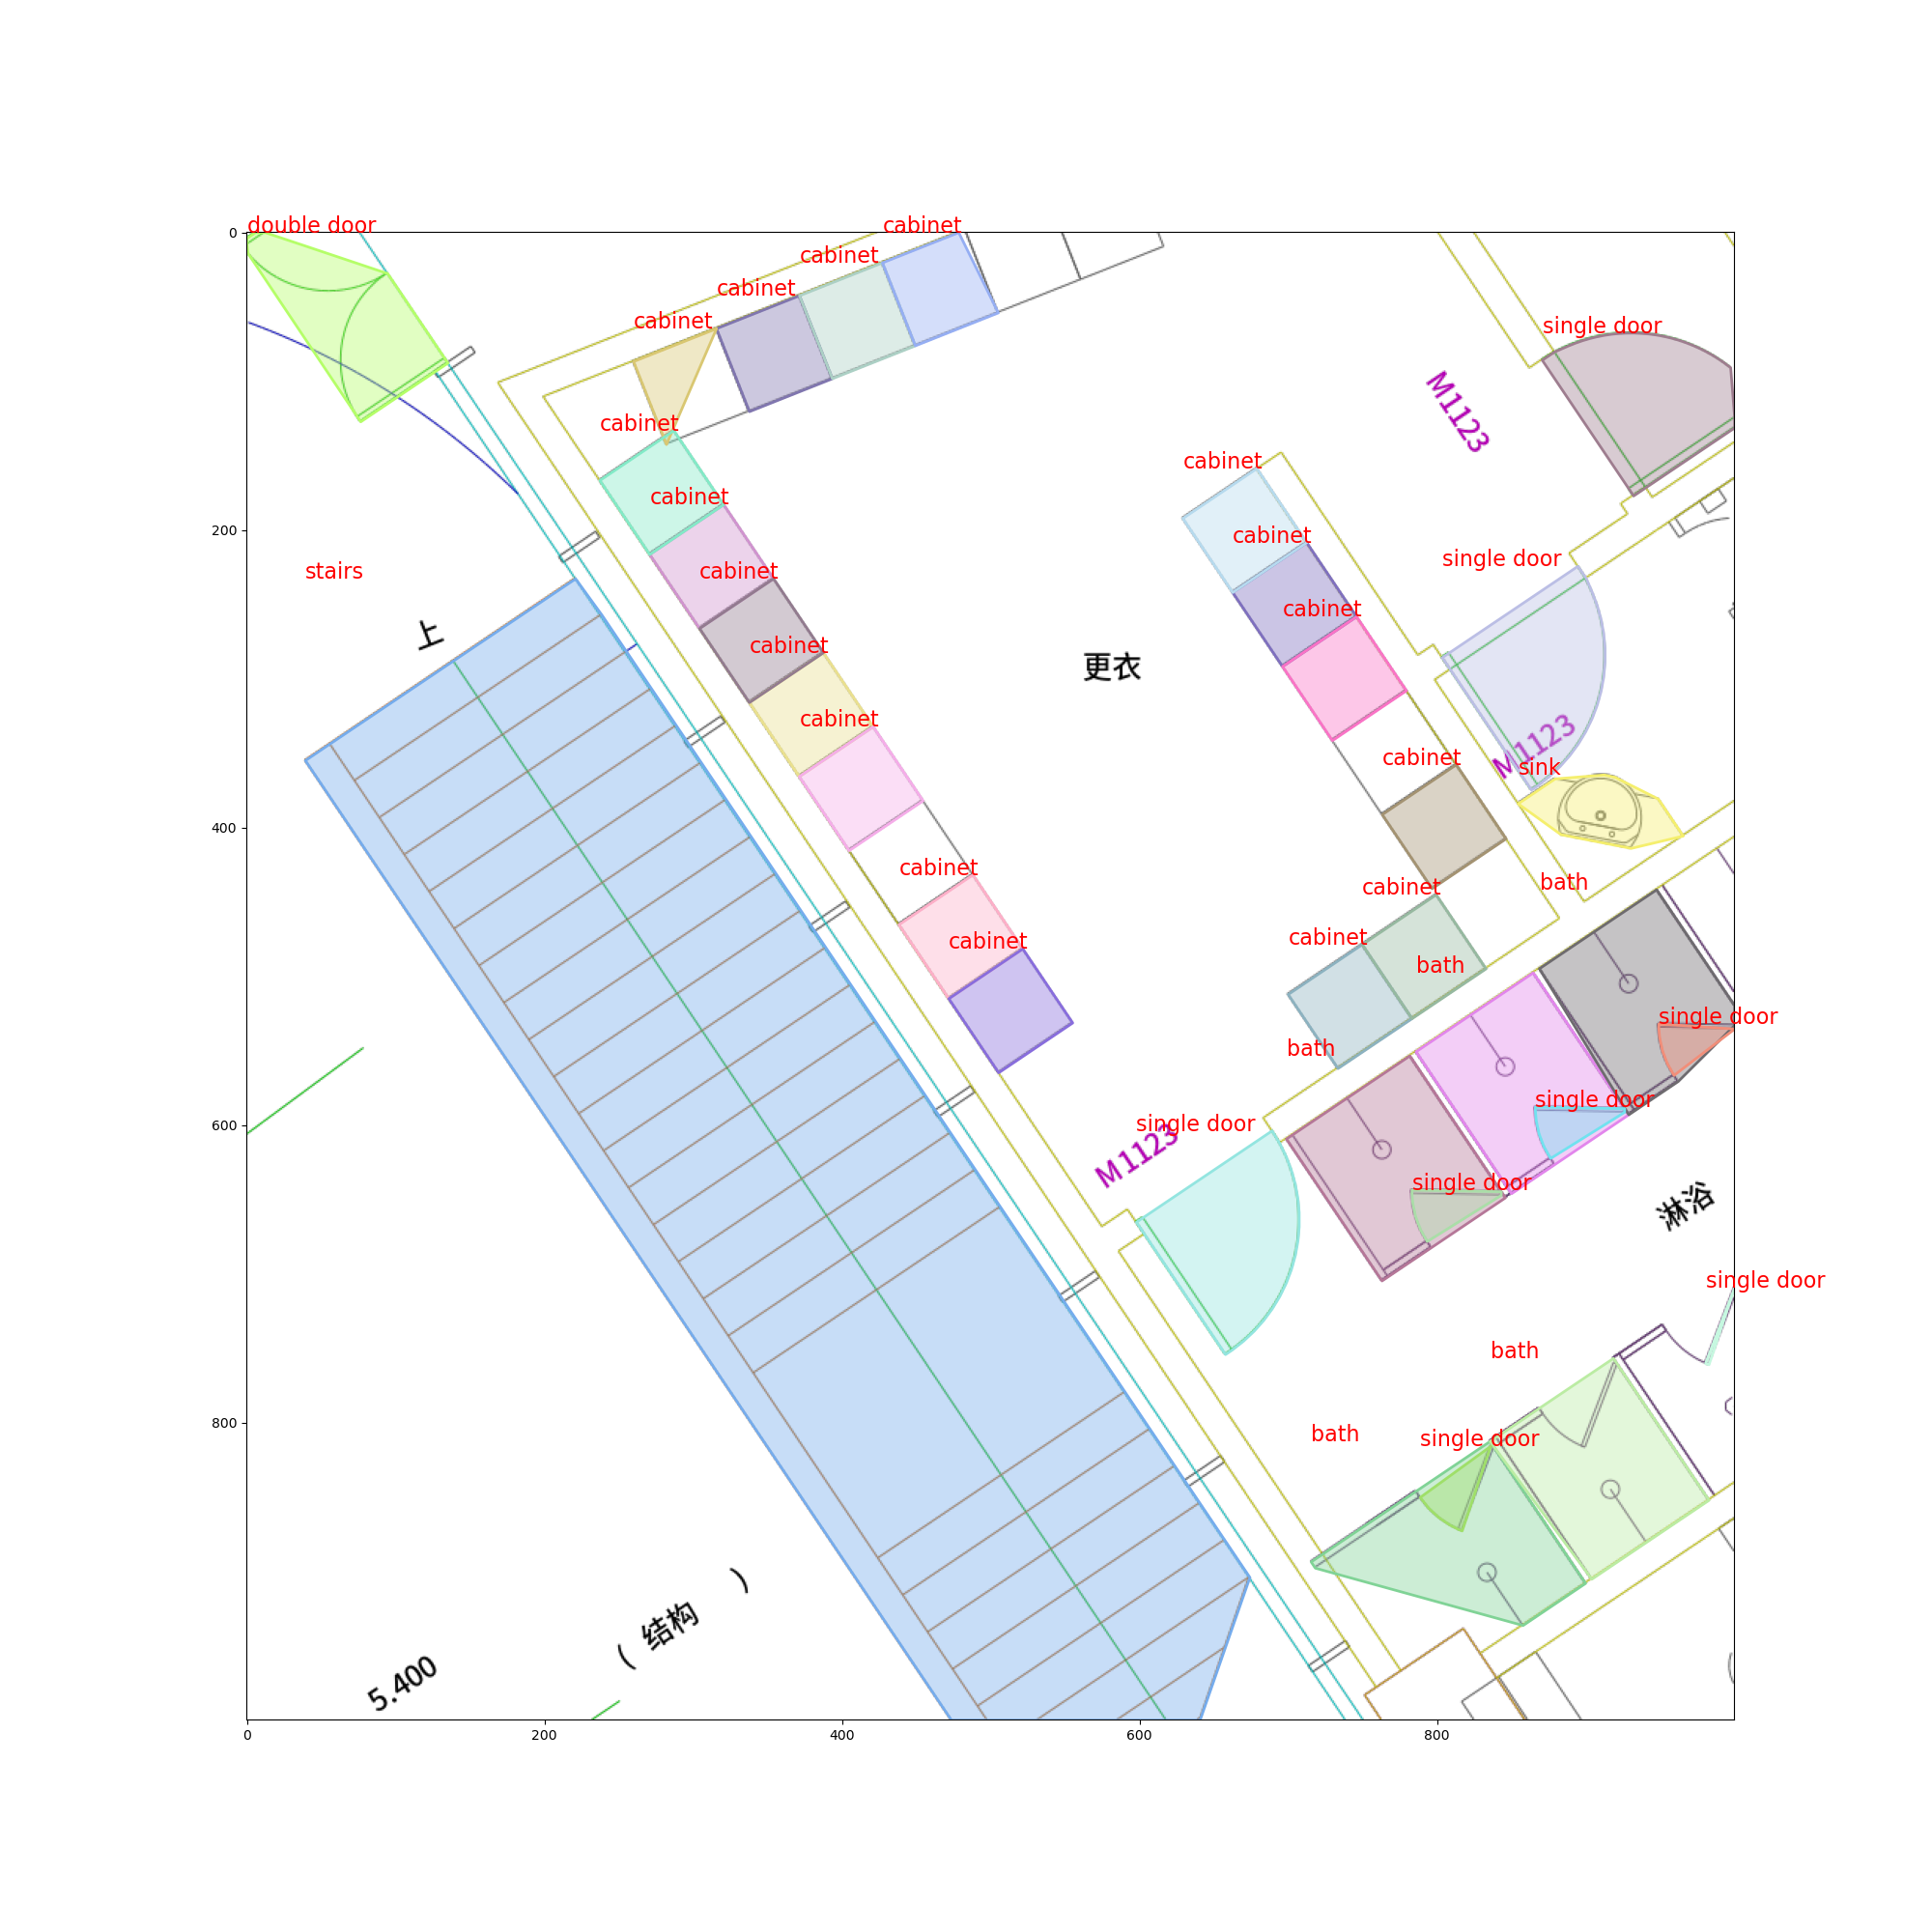 double door
cabinet
0
cabinet
cabinet
cabinet
single door
M1123
cabinet
cabinet
cabinet
200
cabinet
single door
stairs
cabinet
cabinet
上
cabinet
更衣
cabinet
M1123
cabinet
sink
400
cabinet
bath
cabinet
cabinet
cabinet
bath
single door
bath
single door
600
single door
M1123
single door
淋浴
single door
bath
800
bath
single door
(结构 )
5.400
0
200
400
600
800